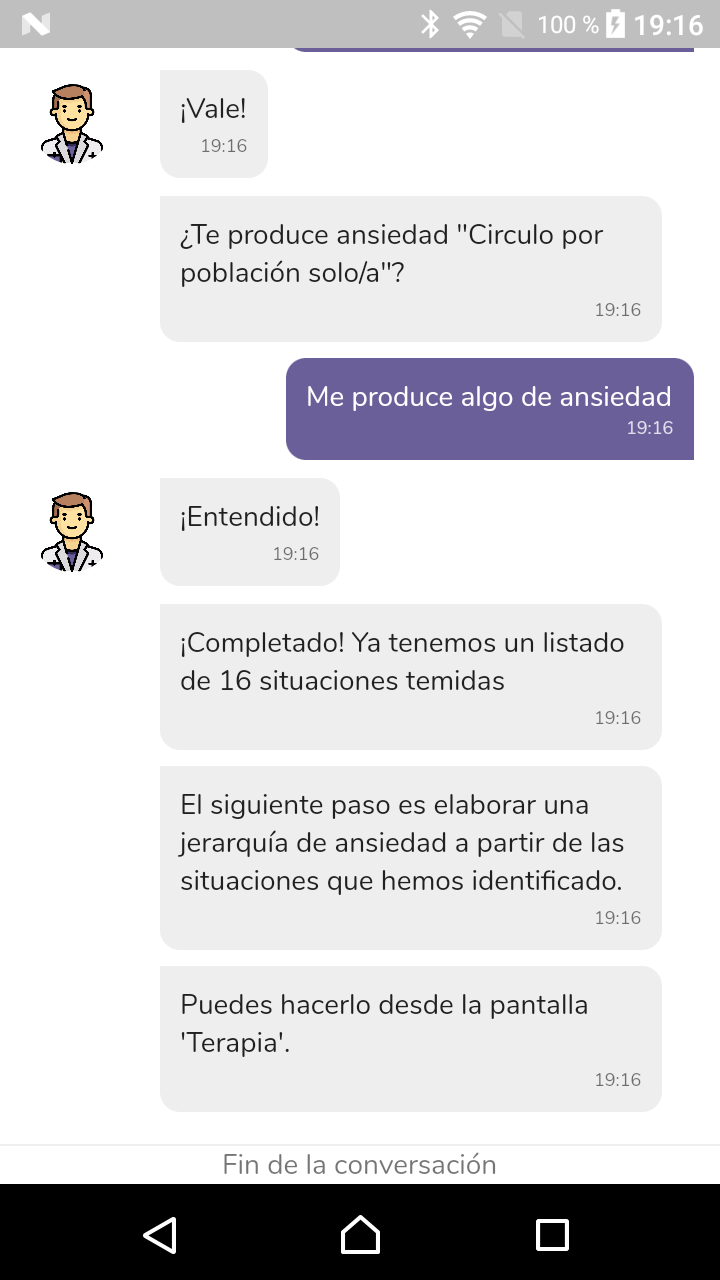 100 %
19:16
¡Vale!
19:16
¿Te produce ansiedad "Circulo por
población solo/a"?
19:16
Me produce algo de ansiedad
19:16
¡Entendido!
19:16
¡Completado! Ya tenemos un listado
de 16 situaciones temidas
19:16
El siguiente paso es elaborar una
jerarquía de ansiedad a partir de las
situaciones que hemos identificado.
19:16
Puedes hacerlo desde la pantalla
'Terapia'.
19:16
Fin de la conversación